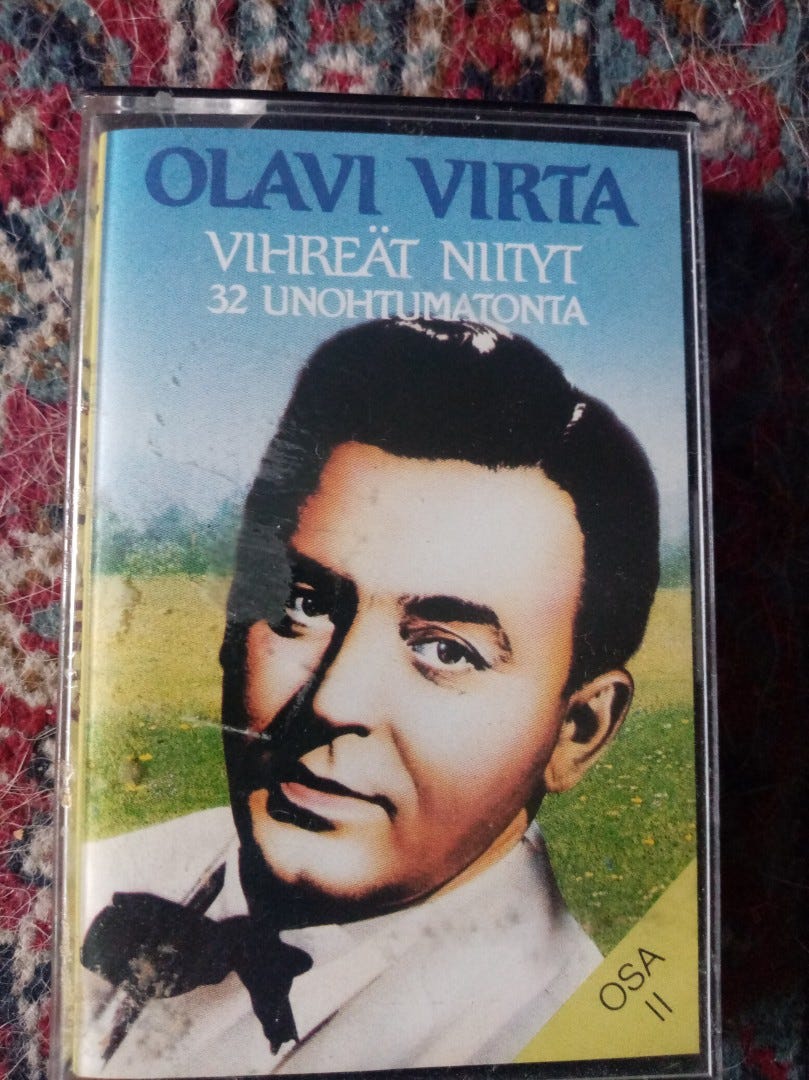 OLAVI VIRTA
VIHREÄT NIITYT
32 UNOHTUMATONTA
OSA
II